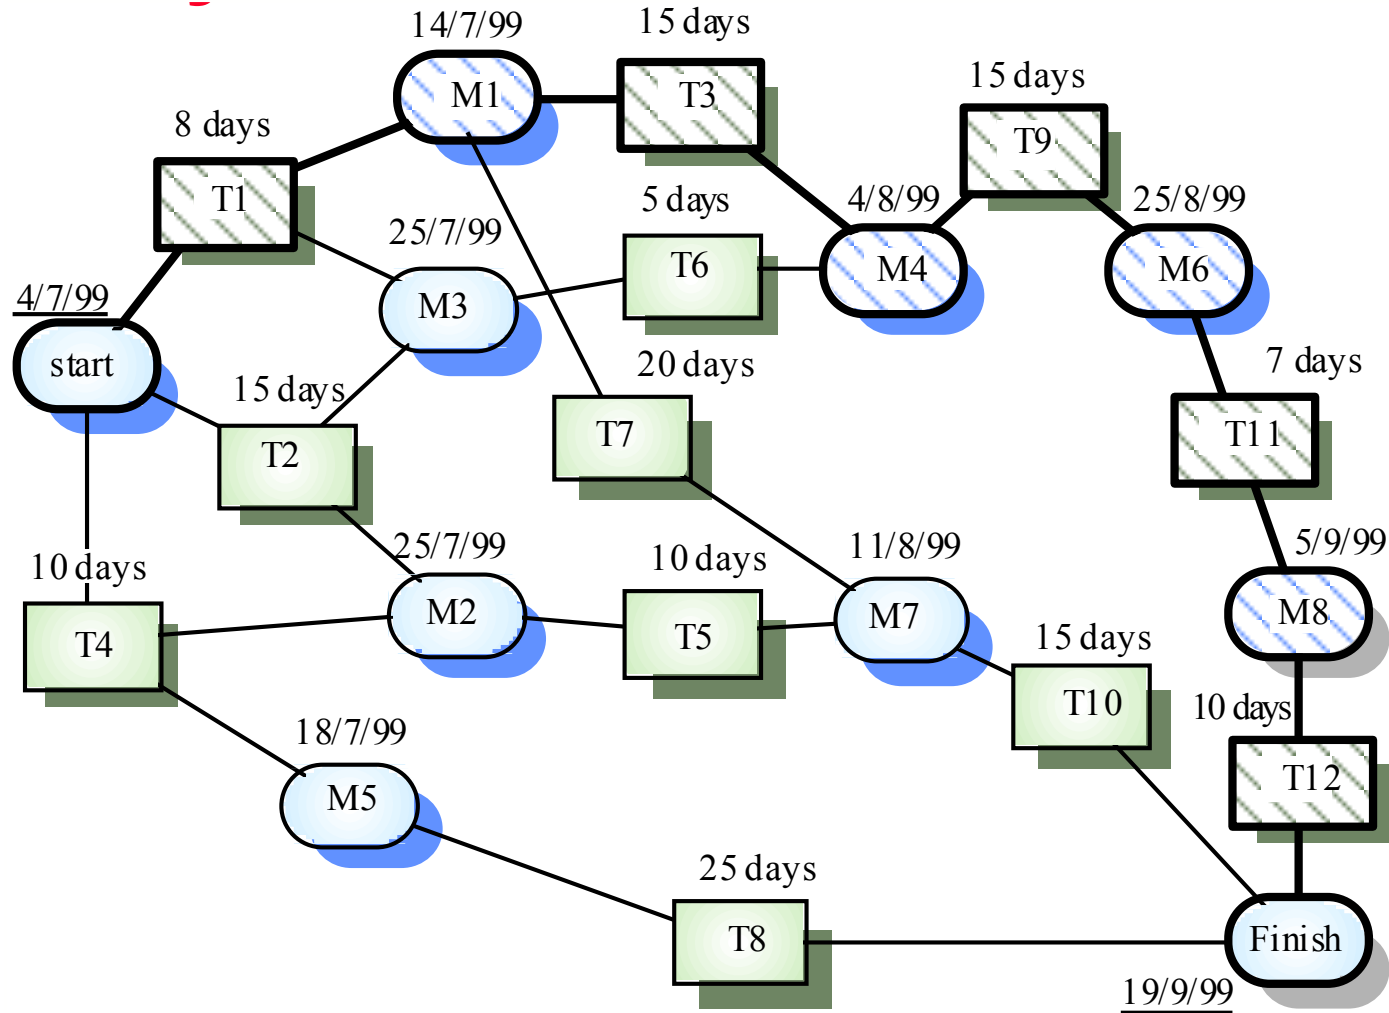 14/7/99
15 days
M1
T3
15 days
8 days
T9
T1
5 days
4/8/99
25/8/99
25/7/99
T6
M4
M6
4/7/99
M3
start
15 days
20 days
7 days
T2
T7
T11
25/7/99
10 days
11/8/99
5/9/99
10 days
M2
T5
M7
M8
T4
15 days
18/7/99
T10
10 days
M5
T12
25 days
T8
Finish
19/9/99